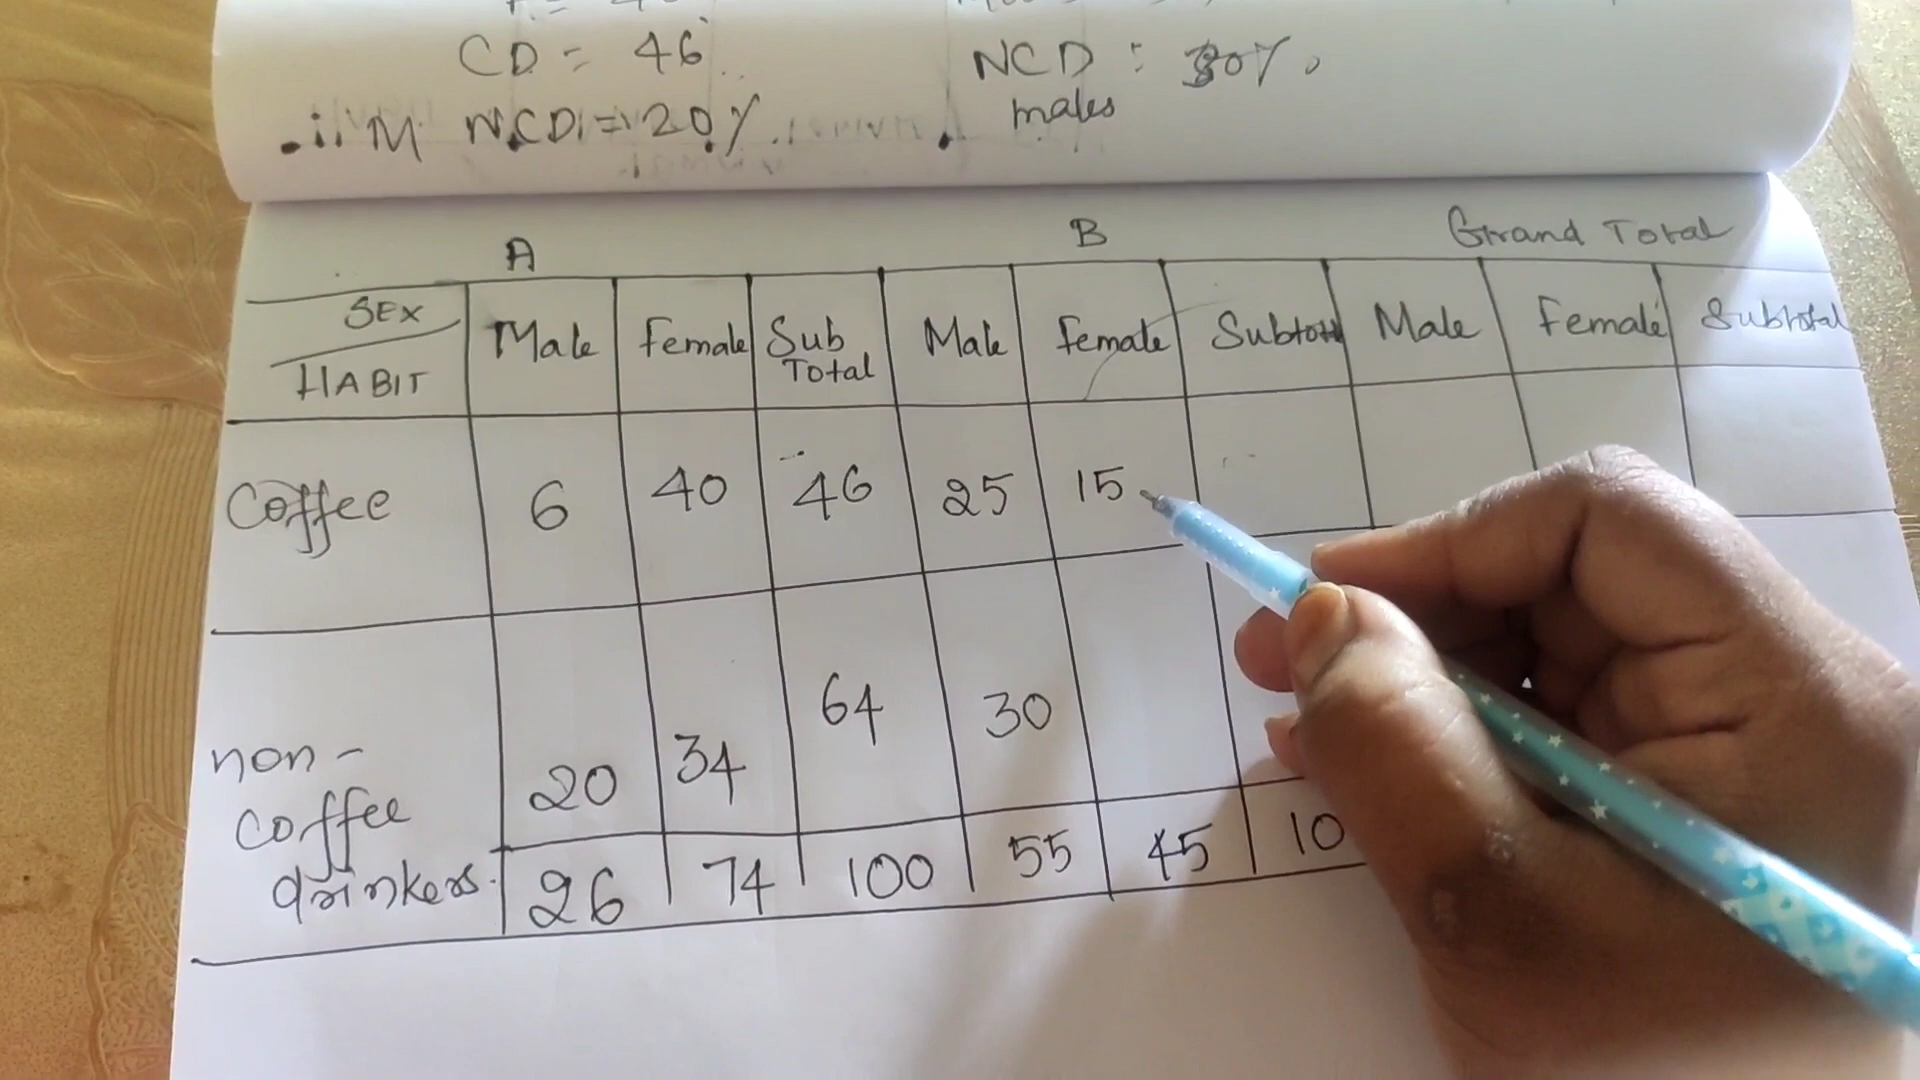 CD = 46
NCD : 30%.
males
M NCD = 20%.
A B Grand Total
SEX
HABIT
Male Female Sub Total Male Female Subtotal Male Female Subtotal
Coffee 6 40 46 25 15
non-coffee drinkers. 20 34 64 30
26 74 100 55 45 10